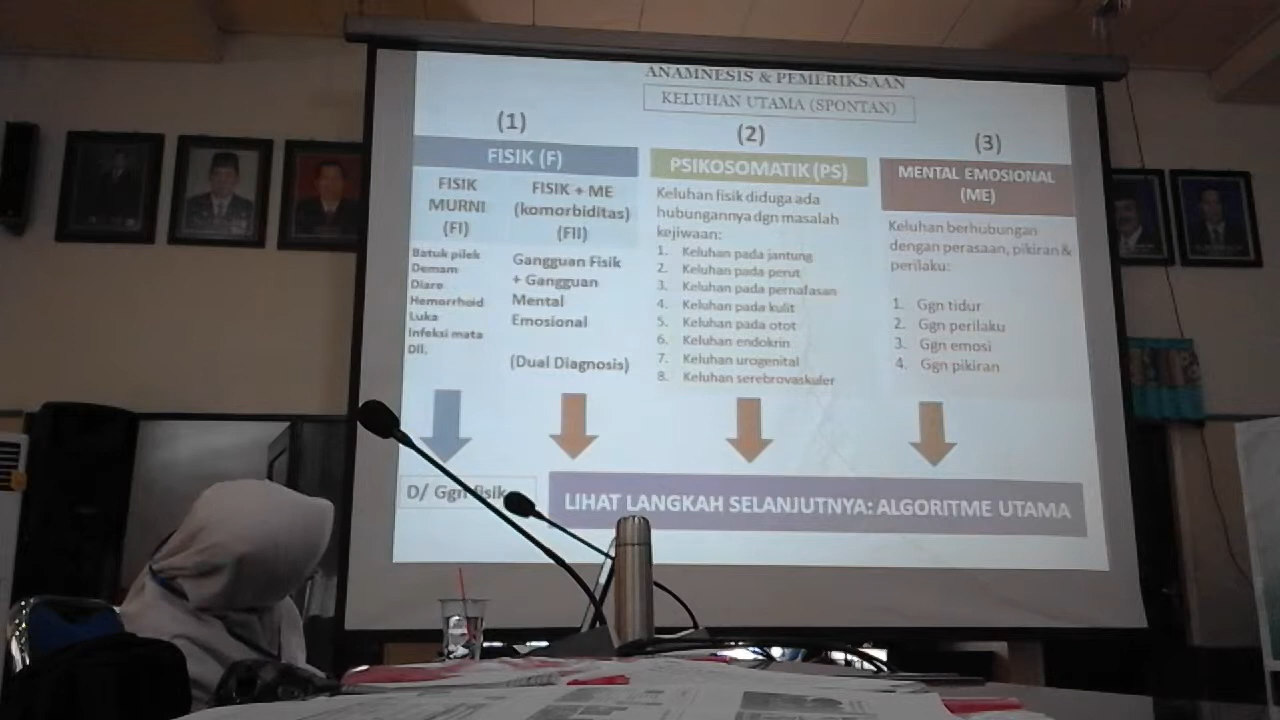 ANAMNESIS & PEMERIKSAAN
KELUHAN UTAMA (SPONTAN)
(1)
FISIK (F)
FISIK
MURNI
(FI)
Batuk pilek
Demam
Diare
Hemorrhoid
Luka
Infeksi mata
Dll.
FISIK + ME
(komorbiditas)
(FII)
Gangguan Fisik
+ Gangguan
Mental
Emosional
(Dual Diagnosis)
(2)
PSIKOSOMATIK (PS)
Keluhan fisik diduga ada
hubungannya dgn masalah
kejiwaan:
1. Keluhan pada jantung
2. Keluhan pada perut
3. Keluhan pada pernafasan
4. Keluhan pada kulit
5. Keluhan pada otot
6. Keluhan endokrin
7. Keluhan urogenital
8. Keluhan serebrovaskuler
(3)
MENTAL EMOSIONAL
(ME)
Keluhan berhubungan
dengan perasaan, pikiran &
perilaku:
1. Ggn tidur
2. Ggn perilaku
3. Ggn emosi
4. Ggn pikiran
D/ Ggn fisik
LIHAT LANGKAH SELANJUTNYA: ALGORITME UTAMA